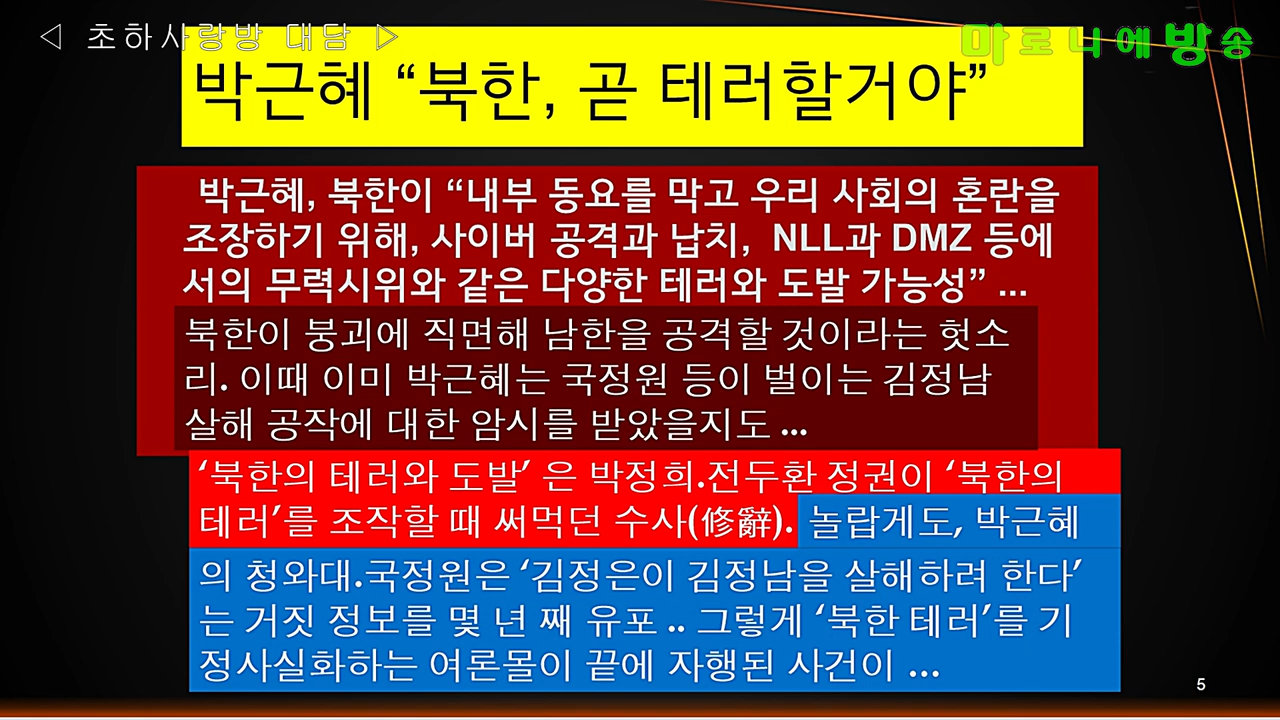 ◁ 초하사랑방 대담 ▷
마로니에방송
박근혜 “북한, 곧 테러할거야”
박근혜, 북한이 “내부 동요를 막고 우리 사회의 혼란을
조장하기 위해, 사이버 공격과 납치, NLL과 DMZ 등에
서의 무력시위와 같은 다양한 테러와 도발 가능성” ...
북한이 붕괴에 직면해 남한을 공격할 것이라는 헛소
리. 이때 이미 박근혜는 국정원 등이 벌이는 김정남
살해 공작에 대한 암시를 받았을지도 ...
‘북한의 테러와 도발’ 은 박정희.전두환 정권이 ‘북한의
테러’를 조작할 때 써먹던 수사(修辭). 놀랍게도, 박근혜
의 청와대.국정원은 ‘김정은이 김정남을 살해하려 한다’
는 거짓 정보를 몇 년 째 유포 .. 그렇게 ‘북한 테러’를 기
정사실화하는 여론몰이 끝에 자행된 사건이 ...
5